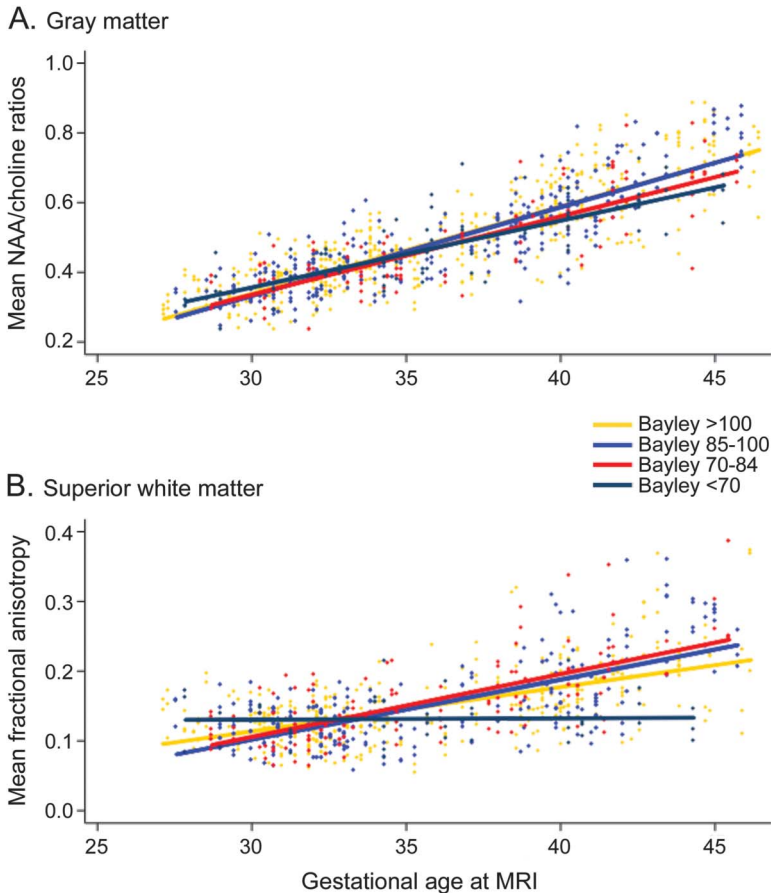 A. Gray matter
Mean NAA/choline ratios
1.0
0.8
0.6
0.4
0.2
25 30 35 40 45
Bayley >100
Bayley 85-100
Bayley 70-84
Bayley <70
B. Superior white matter
Mean fractional anisotropy
0.4
0.3
0.2
0.1
0.0
25 30 35 40 45
Gestational age at MRI